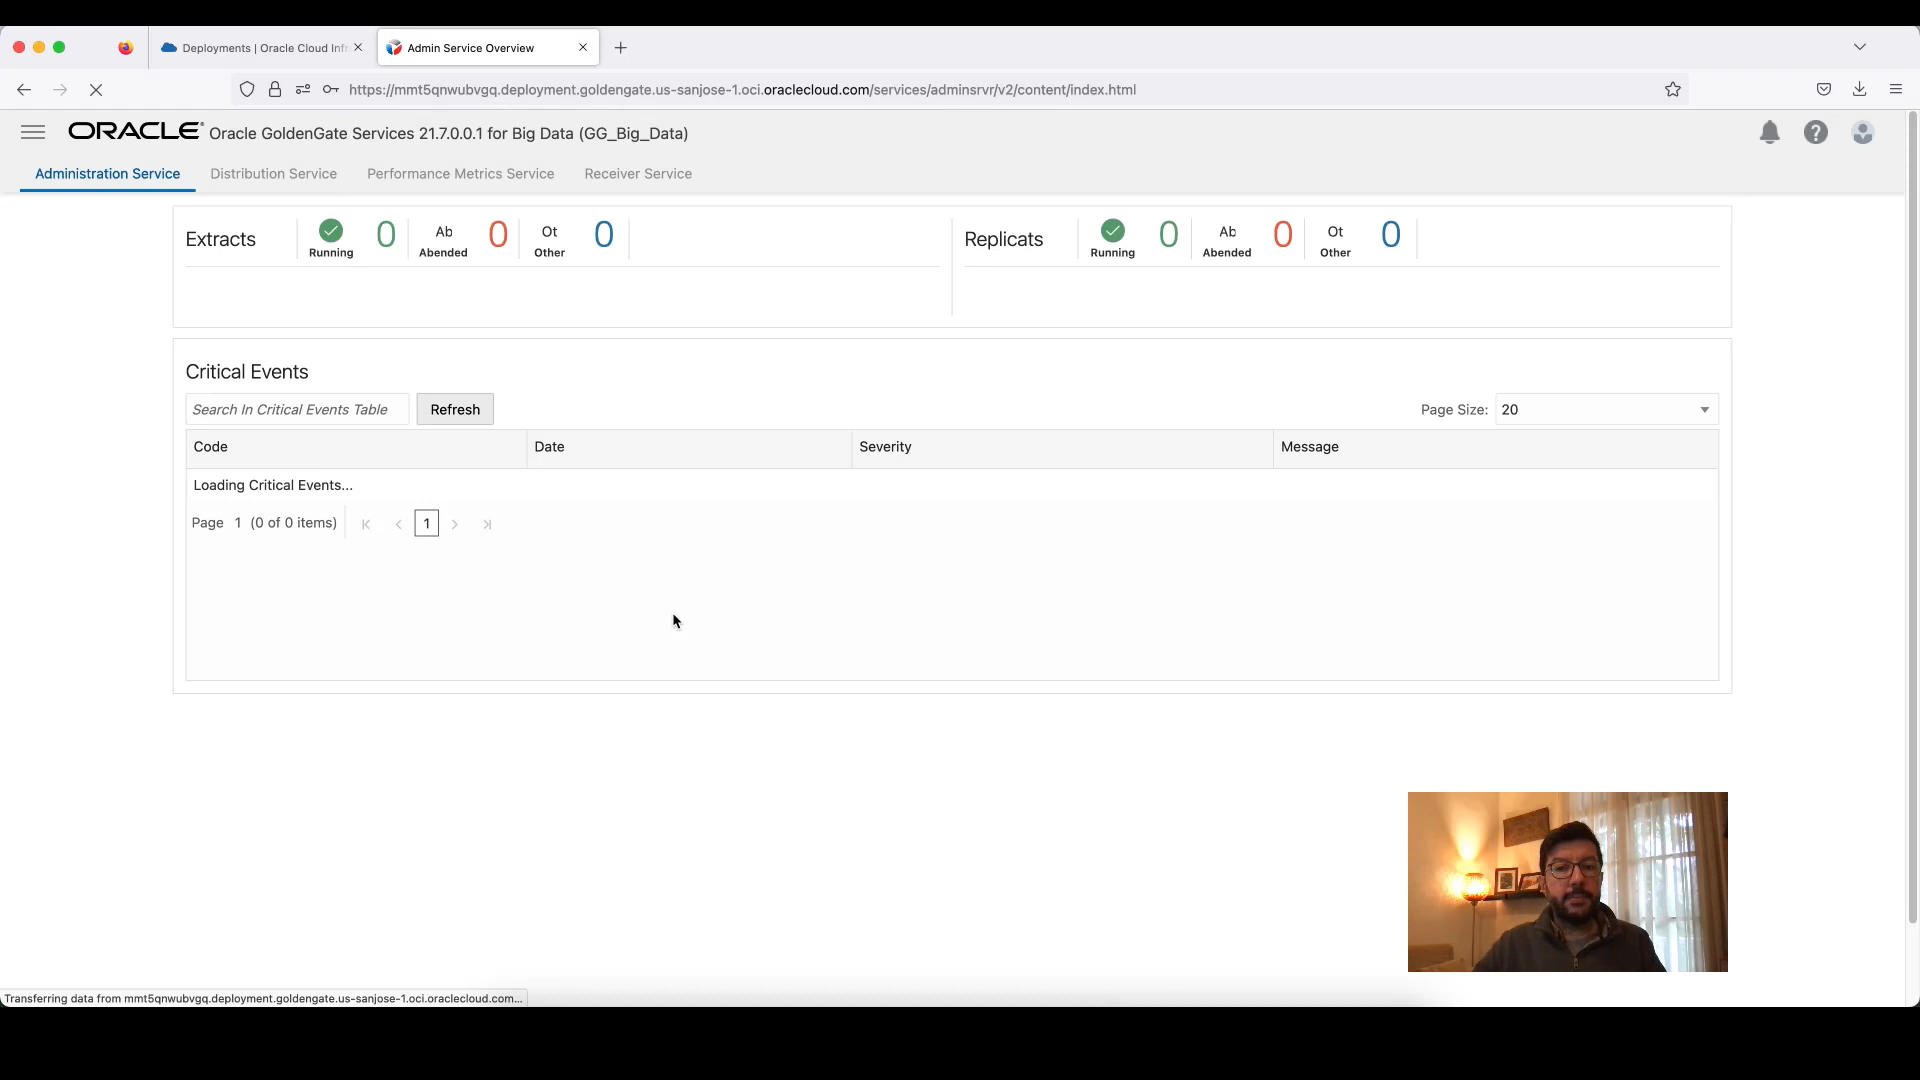 Deployments | Oracle Cloud Infr
Admin Service Overview
https://mmt5qnwubvgq.deployment.goldengate.us-sanjose-1.oci.oraclecloud.com/services/adminsrvr/v2/content/index.html
ORACLE Oracle GoldenGate Services 21.7.0.0.1 for Big Data (GG_Big_Data)
Administration Service Distribution Service Performance Metrics Service Receiver Service
Extracts Running 0 Ab Abended 0 Ot Other 0
Replicats Running 0 Ab Abended 0 Ot Other 0
Critical Events
Search In Critical Events Table Refresh Page Size: 20
Code Date Severity Message
Loading Critical Events...
Page 1 (0 of 0 items) 1
Transferring data from mmt5qnwubvgq.deployment.goldengate.us-sanjose-1.oci.oraclecloud.com...